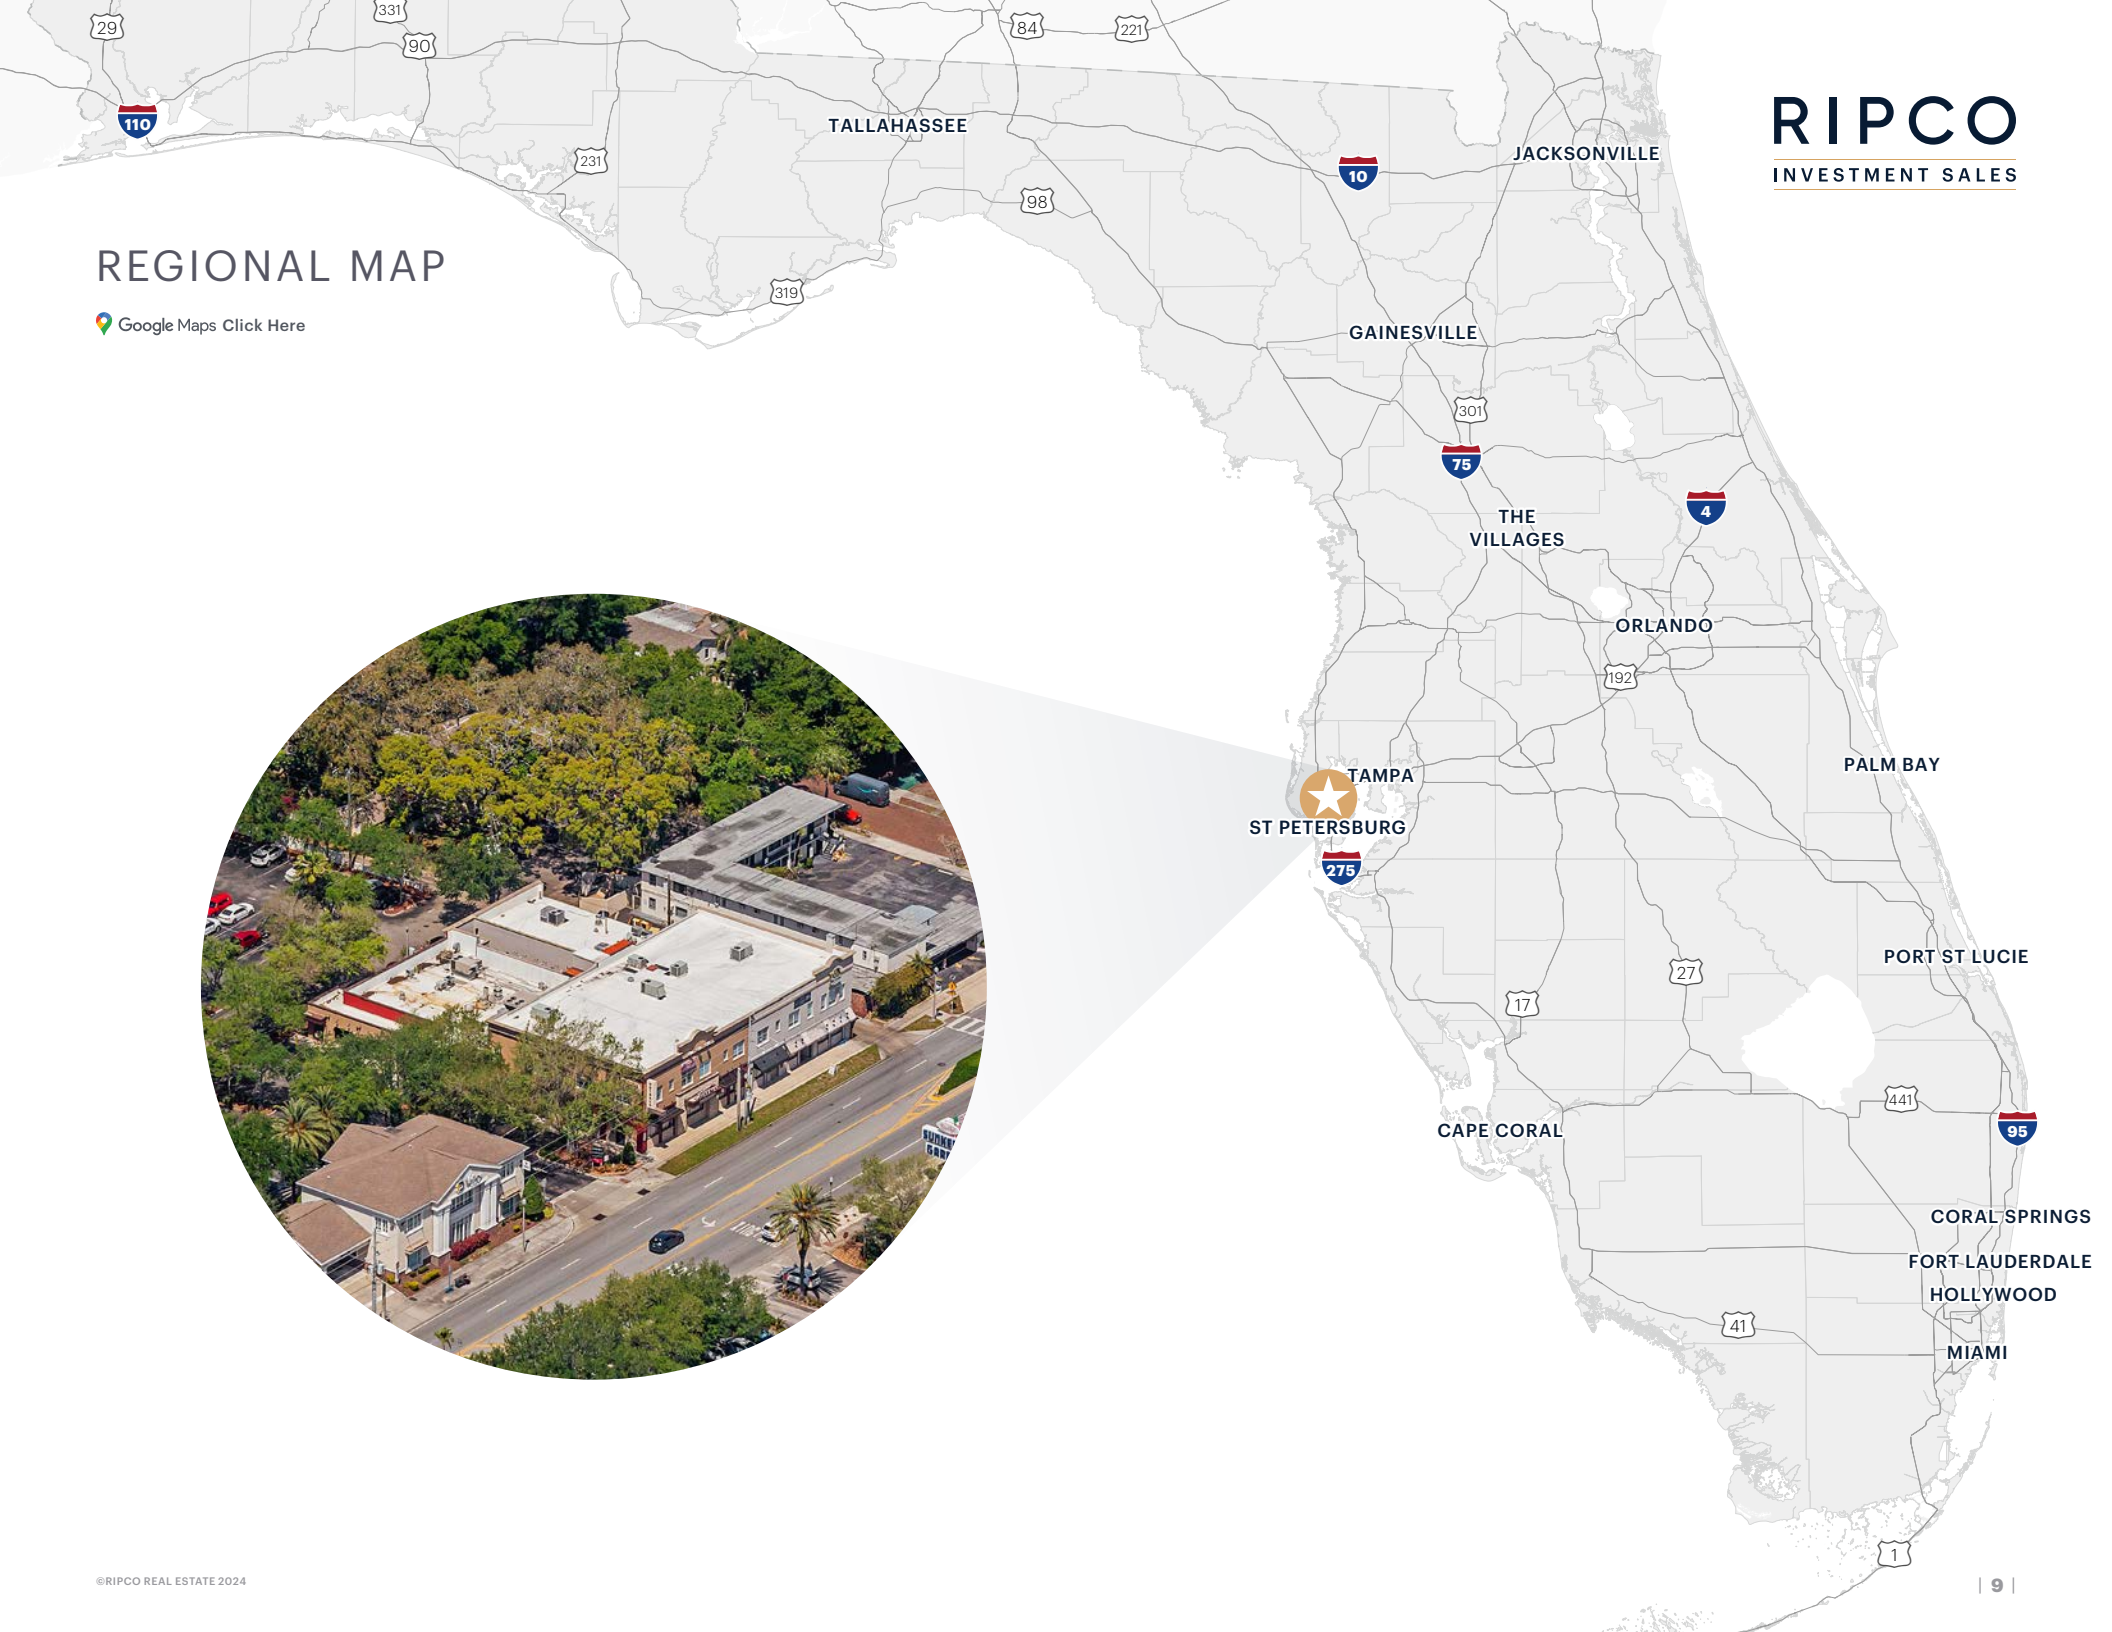 331
29
84
221
90
RIPCO
INVESTMENT SALES
110
TALLAHASSEE
JACKSONVILLE
231
10
98
REGIONAL MAP
319
Google Maps Click Here
GAINESVILLE
301
75
4
THE
VILLAGES
ORLANDO
192
PALM BAY
TAMPA
ST PETERSBURG
275
PORT ST LUCIE
27
17
441
95
CAPE CORAL
CORAL SPRINGS
FORT LAUDERDALE
HOLLYWOOD
41
MIAMI
1
©RIPCO REAL ESTATE 2024
| 9 |